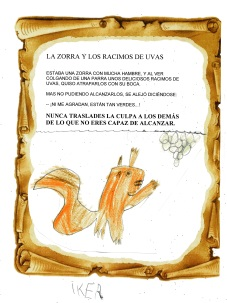 LA ZORRA Y LOS RACIMOS DE UVAS
ESTABA UNA ZORRA CON MUCHA HAMBRE, Y AL VER
COLGANDO DE UNA PARRA UNOS DELICIOSOS RACIMOS DE
UVAS, QUISO ATRAPARLOS CON SU BOCA.
MAS NO PUDIENDO ALCANZARLOS, SE ALEJÓ DICIÉNDOSE:
--¡NI ME AGRADAN, ESTÁN TAN VERDES...!
NUNCA TRASLADES LA CULPA A LOS DEMÁS
DE LO QUE NO ERES CAPAZ DE ALCANZAR.
IKER